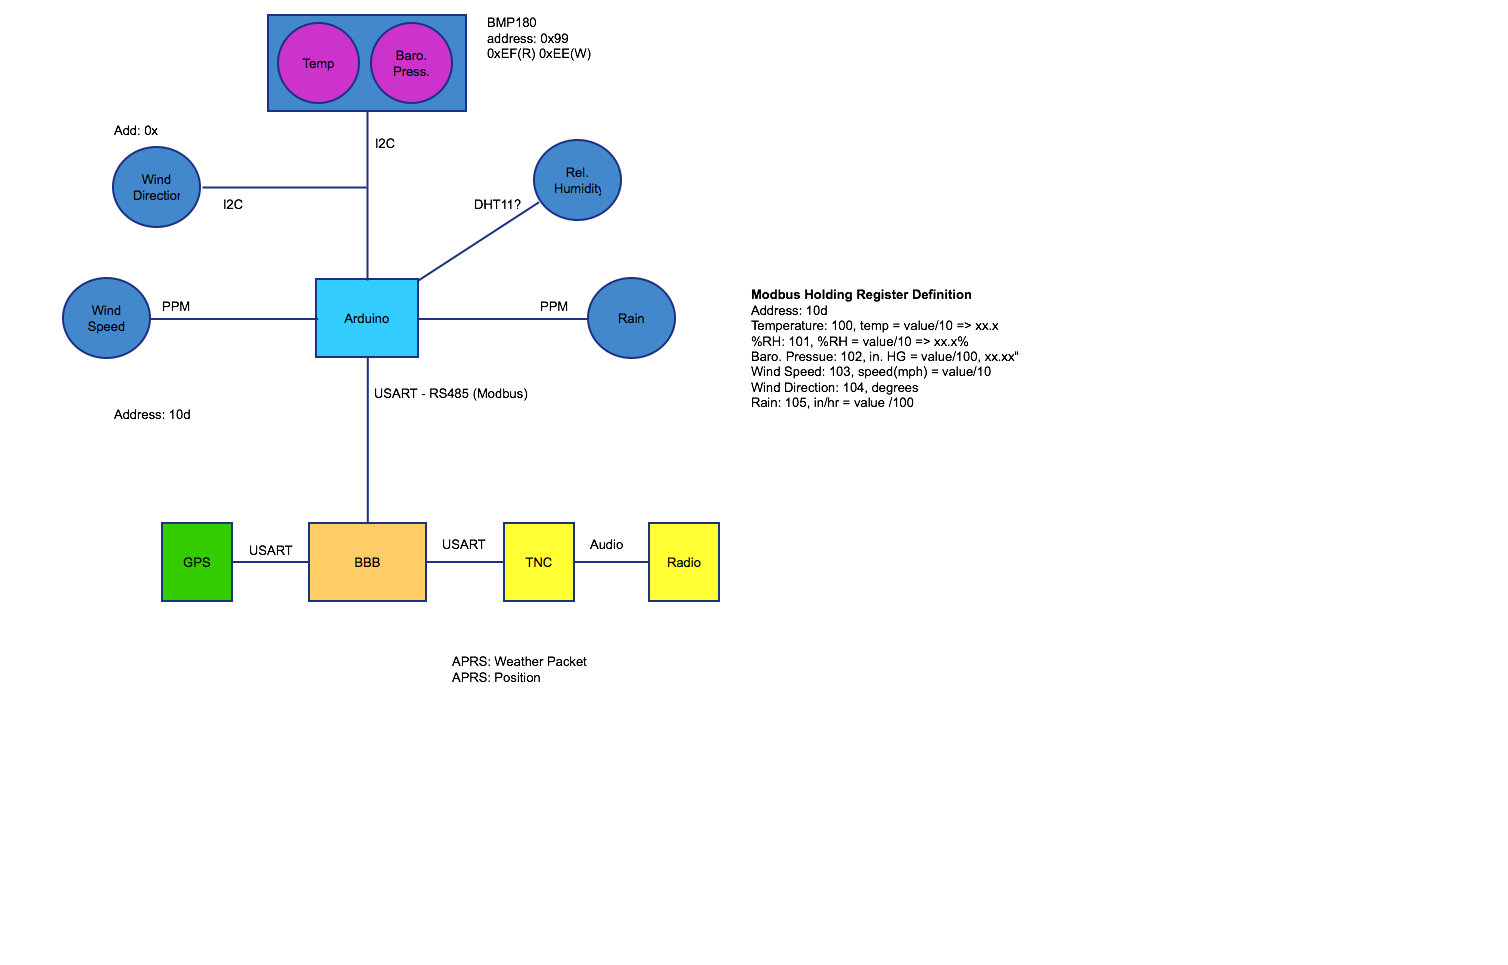 BMP180
address: 0x99
0xEF(R) 0xEE(W)
Temp
Baro.
Press.
I2C
Add: 0x
Wind
Direction
I2C
Rel.
Humidity
DHT11?
Wind
Speed
PPM
Arduino
PPM
Rain
Modbus Holding Register Definition
Address: 10d
Temperature: 100, temp = value/10 => xx.x
%RH: 101, %RH = value/10 => xx.x%
Baro. Pressue: 102, in. HG = value/100, xx.xx"
Wind Speed: 103, speed(mph) = value/10
Wind Direction: 104, degrees
Rain: 105, in/hr = value /100
USART - RS485 (Modbus)
Address: 10d
GPS
USART
BBB
USART
TNC
Audio
Radio
APRS: Weather Packet
APRS: Position